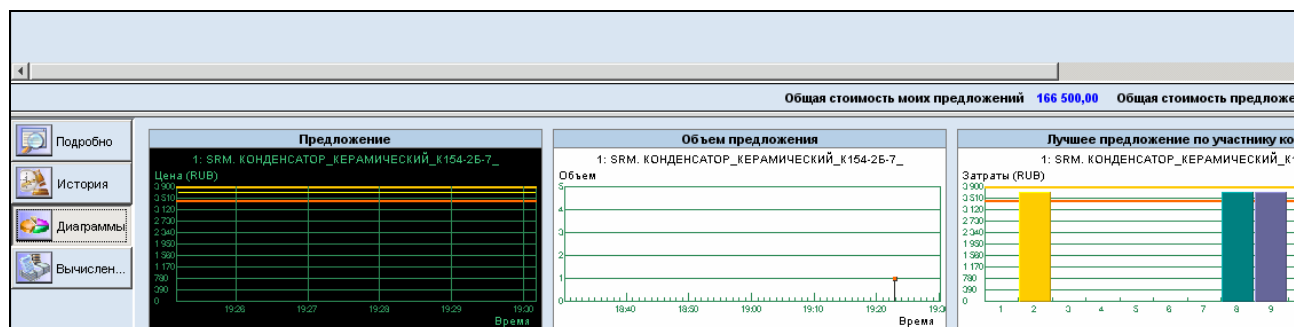 Общая стоимость моих предложений 166 500,00 Общая стоимость предложе
Подробно
История
Диаграммы
Вычислен...
Предложение
1: SRM. КОНДЕНСАТОР_КЕРАМИЧЕСКИЙ_К154-2Б-7_
Цена (RUB)
3 900
3 510
3 120
2 730
2 340
1 950
1 560
1 170
780
390
0
19:26 19:27 19:28 19:29 19:30
Время
Объем предложения
1: SRM. КОНДЕНСАТОР_КЕРАМИЧЕСКИЙ_К154-2Б-7_
Объем
5
4
3
2
1
0
18:40 18:50 19:00 19:10 19:20 19:3
Время
Лучшее предложение по участнику ко
1: SRM. КОНДЕНСАТОР_КЕРАМИЧЕСКИЙ_К1
Затраты (RUB)
3 900
3 510
3 120
2 730
2 340
1 950
1 560
1 170
780
390
0
1 2 3 4 5 6 7 8 9